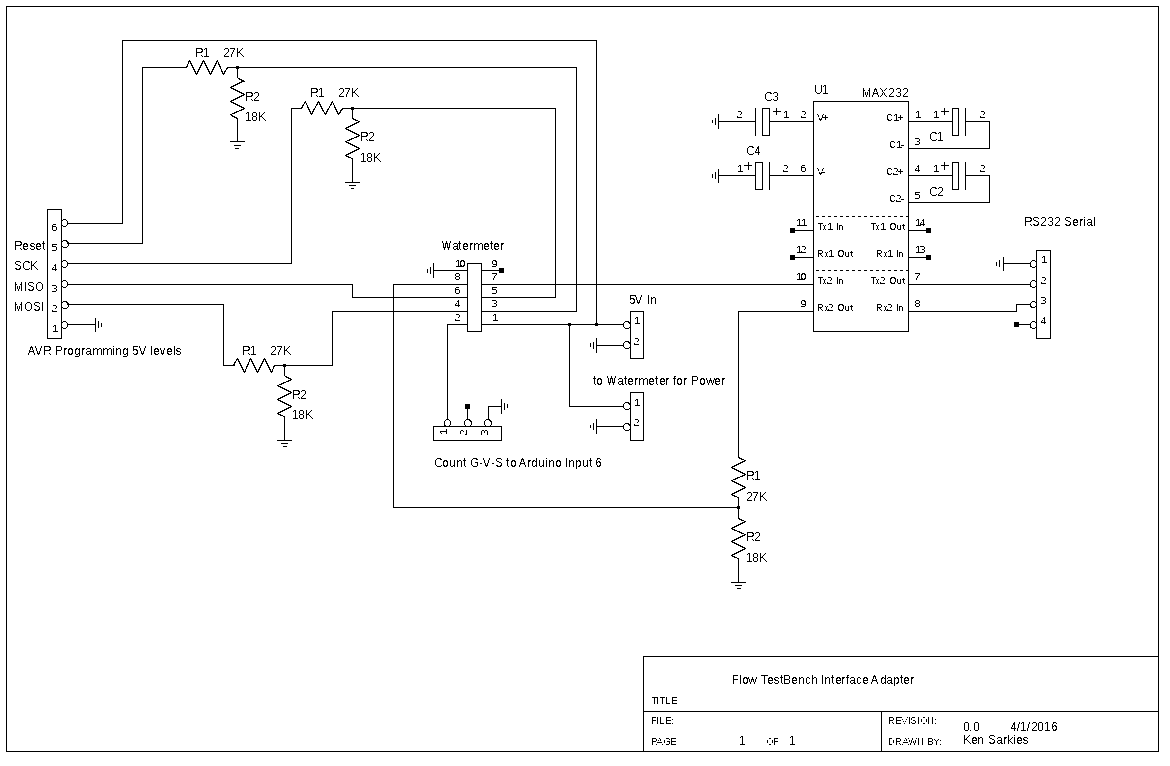 R1 27K
R2
18K
R1 27K
R2
18K
6
Reset 5
SCK 4
MISO 3
MOSI 2
1
AVR Programming 5V levels
R1 27K
R2
18K
Watermeter
10 9
8 7
6 5
4 3
2 1
1 2 3
Count G-V-S to Arduino Input 6
5V In
1
2
to Watermeter for Power
1
2
U1 MAX232
C3
2 + 1 2 V+
C4
1 + 2 6 V-
C1+ 1 1 + 2
C1- 3 C1
C2+ 4 1 + 2
C2- 5 C2
11 Tx1 In Tx1 Out 14
12 Rx1 Out Rx1 In 13
10 Tx2 In Tx2 Out 7
9 Rx2 Out Rx2 In 8
RS232 Serial
1
2
3
4
R1
27K
R2
18K
Flow TestBench Interface Adapter
TITLE
FILE:
PAGE 1 OF 1
REVISION: 0.0 4/1/2016
DRAWN BY: Ken Sarkies